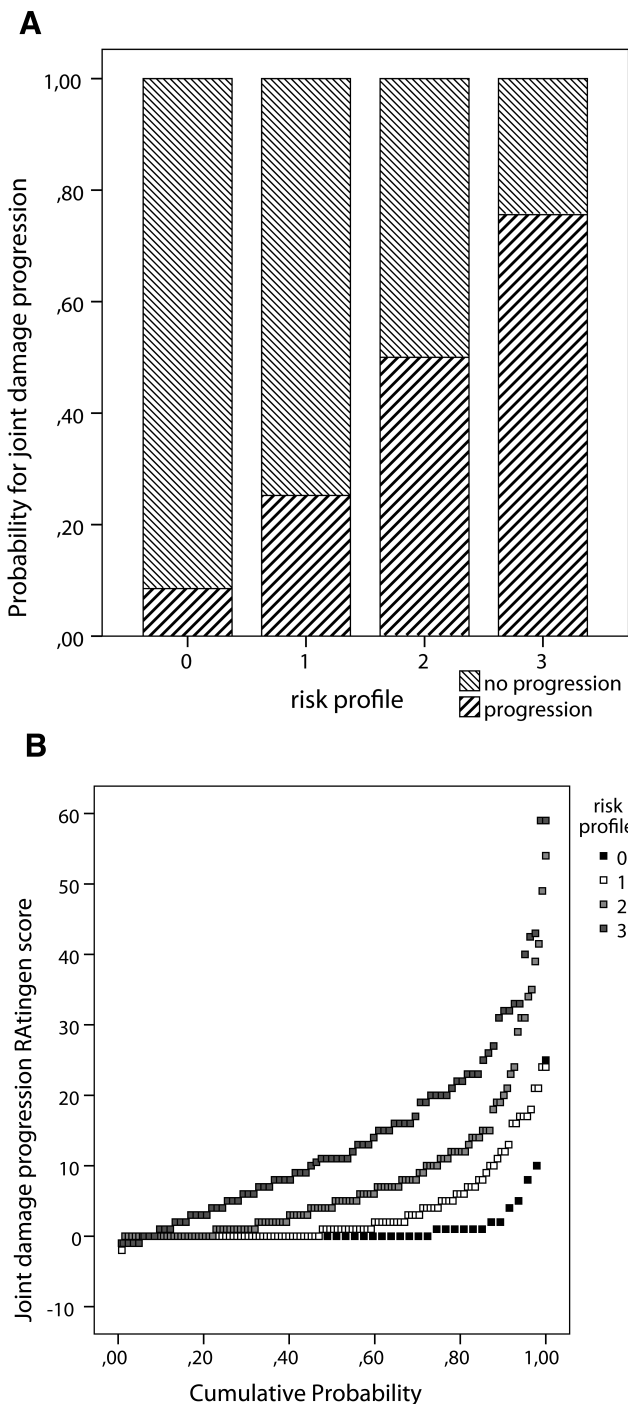 A
Probability for joint damage progression
1,00
,80
,60
,40
,20
,00
0 1 2 3
risk profile
no progression
progression
B
Joint damage progression RAtingen score
60
50
40
30
20
10
0
-10
,00 ,20 ,40 ,60 ,80 1,00
Cumulative Probability
risk
profile
0
1
2
3